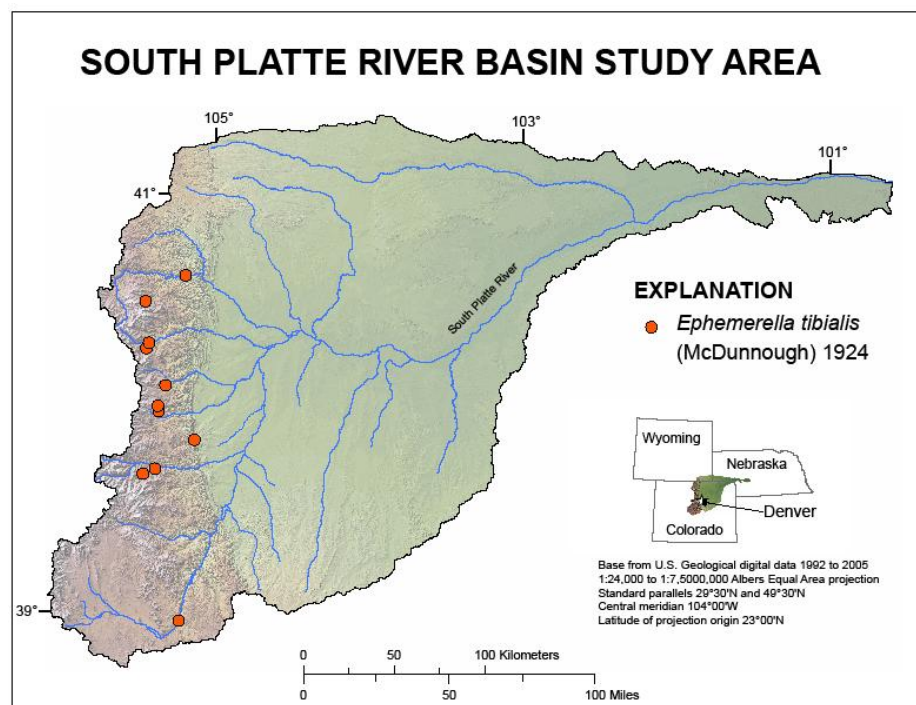 SOUTH PLATTE RIVER BASIN STUDY AREA
105°
103°
101°
41°
South Platte River
EXPLANATION
Ephemerella tibialis
(McDunnough) 1924
Wyoming
Nebraska
Denver
Colorado
Base from U.S. Geological digital data 1992 to 2005
1:24,000 to 1:7,5000,000 Albers Equal Area projection
Standard parallels 29°30'N and 49°30'N
Central meridian 104°00'W
Latitude of projection origin 23°00'N
39°
0 50 100 Kilometers
0 50 100 Miles